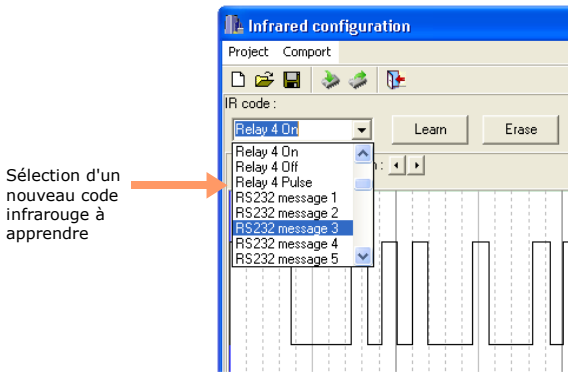 Infrared configuration
Project Comport
IR code :
Relay 4 On
Learn
Erase
Relay 4 On
Relay 4 Off
Relay 4 Pulse
RS232 message 1
RS232 message 2
RS232 message 3
RS232 message 4
RS232 message 5
Sélection d'un
nouveau code
infrarouge à
apprendre